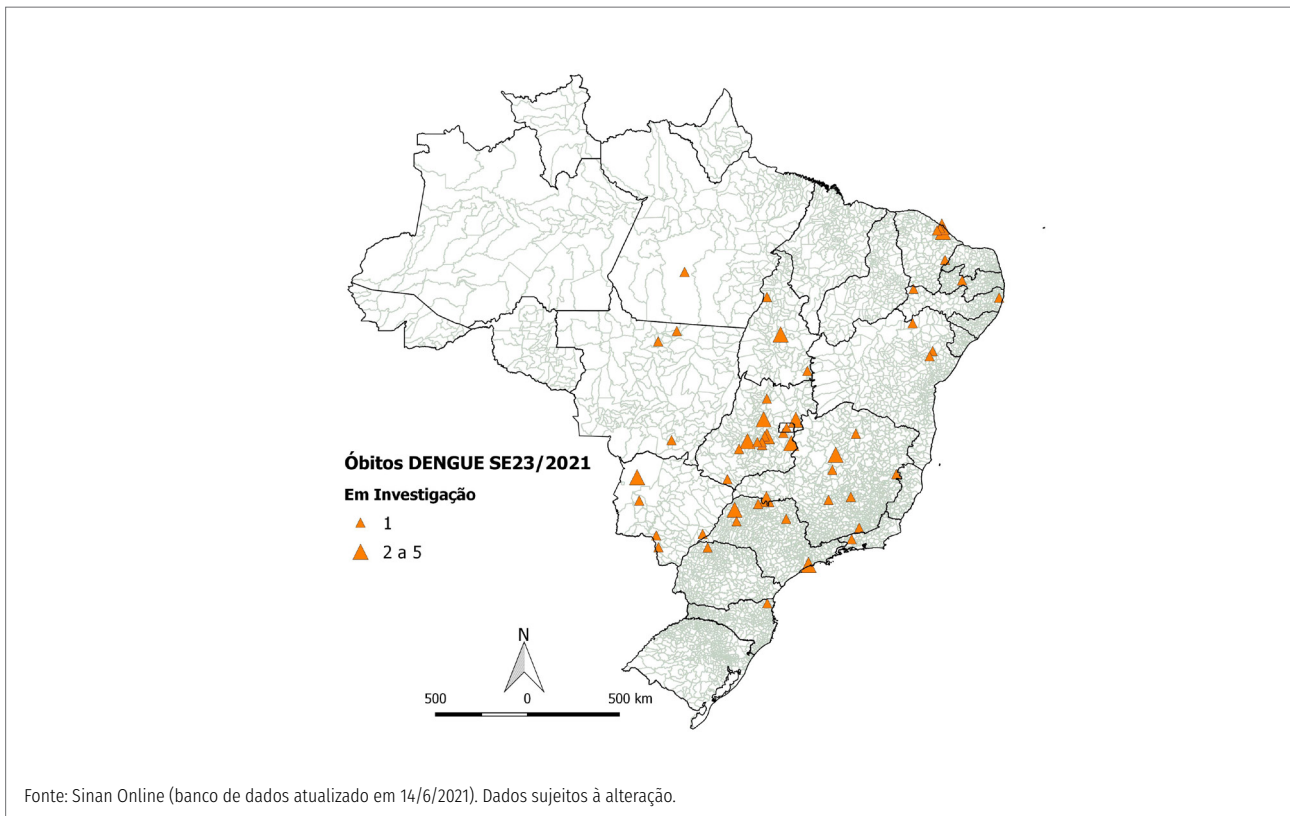 Óbitos DENGUE SE23/2021
Em Investigação
1
2 a 5
N
500 0 500 km
Fonte: Sinan Online (banco de dados atualizado em 14/6/2021). Dados sujeitos à alteração.